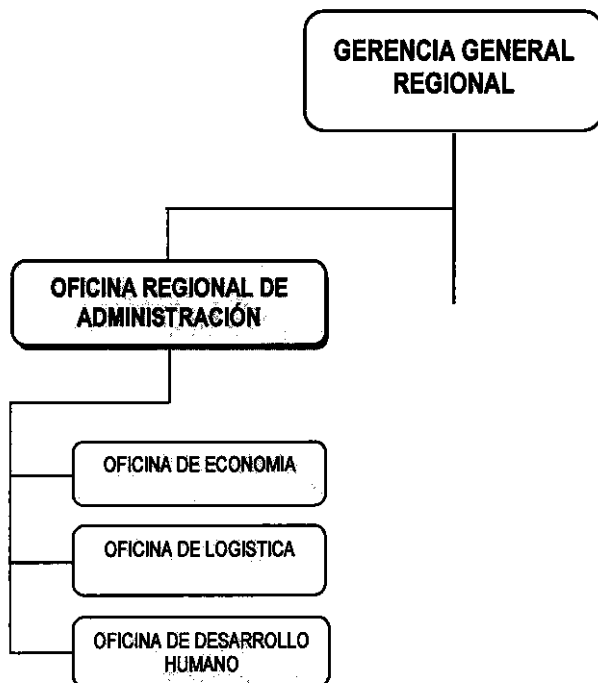 GERENCIA GENERAL
REGIONAL
OFICINA REGIONAL DE
ADMINISTRACIÓN
OFICINA DE ECONOMIA
OFICINA DE LOGISTICA
OFICINA DE DESARROLLO
HUMANO